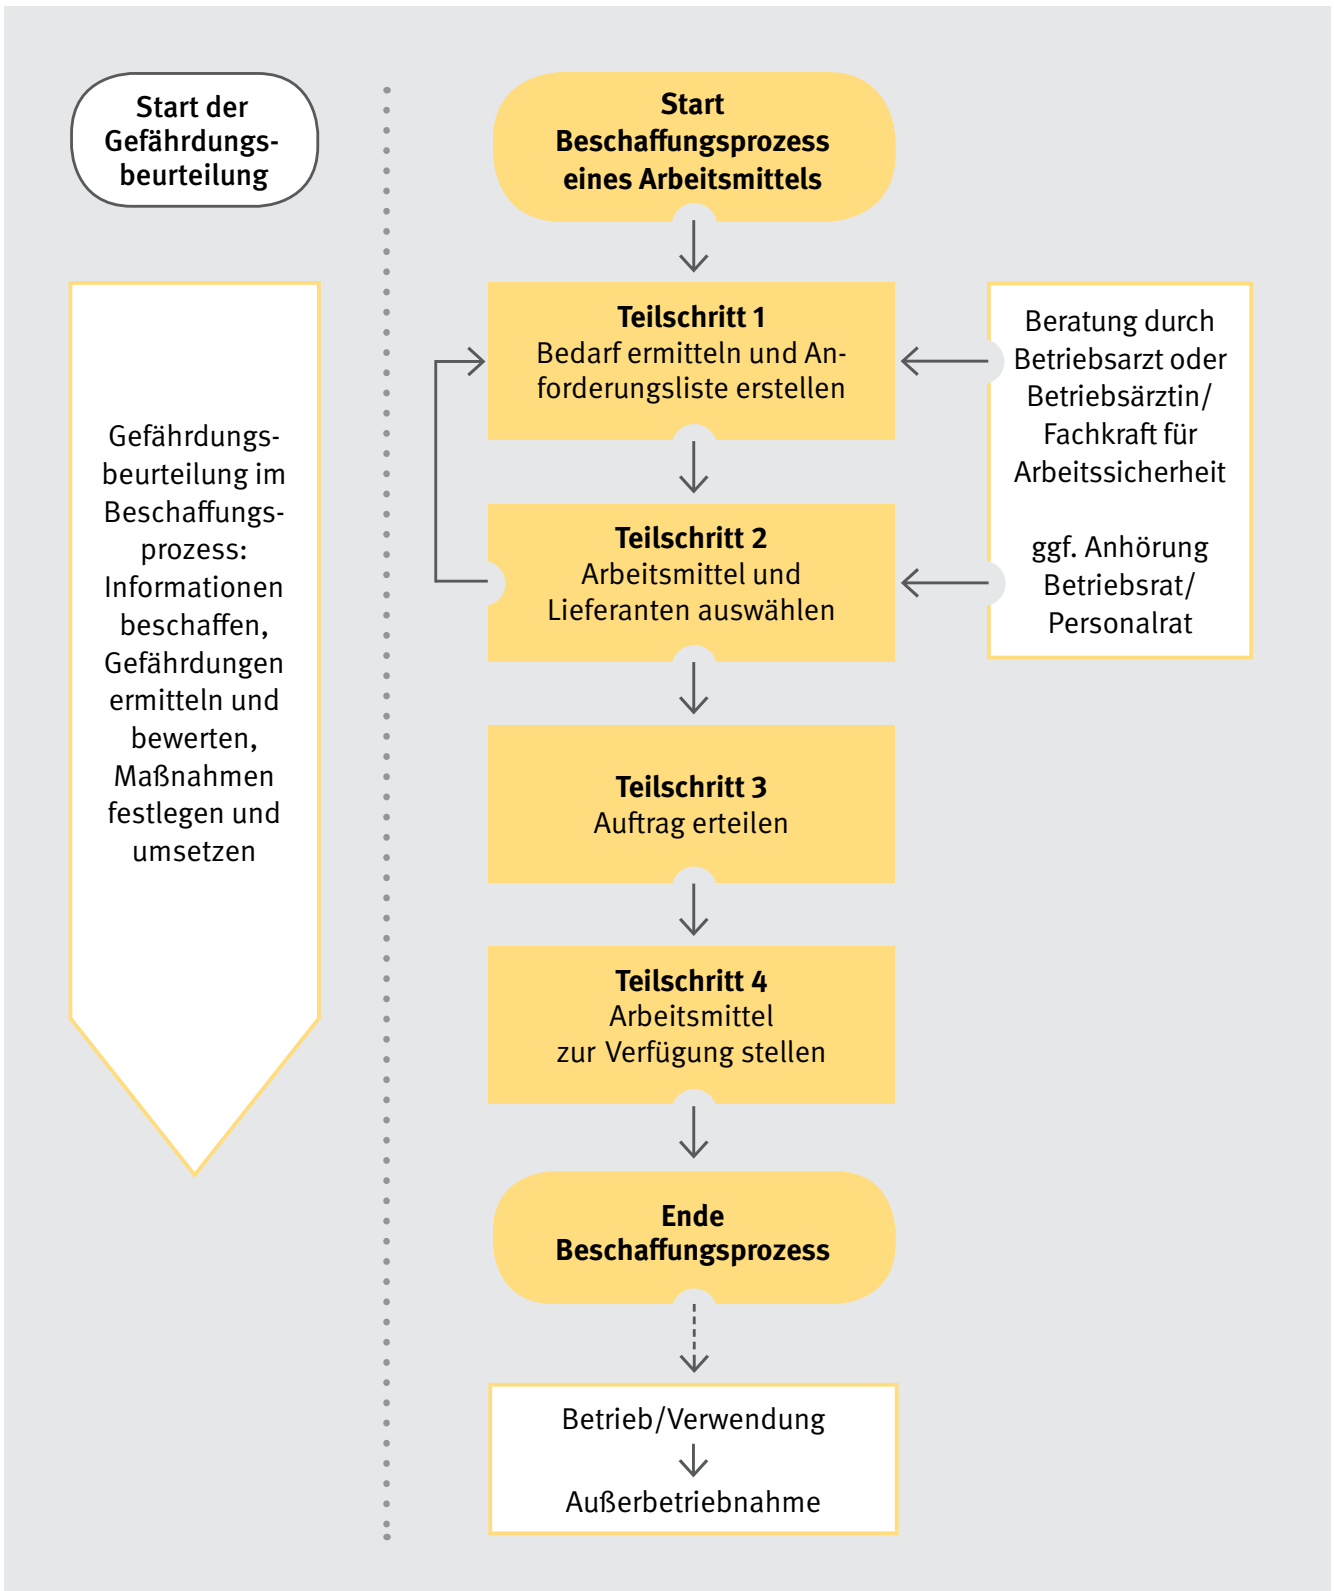 Start der
Gefährdungs-
beurteilung
Gefährdungs-
beurteilung im
Beschaffungs-
prozess:
Informationen
beschaffen,
Gefährdungen
ermitteln und
bewerten,
Maßnahmen
festlegen und
umsetzen
Start
Beschaffungsprozess
eines Arbeitsmittels
Teilschritt 1
Bedarf ermitteln und An-
forderungsliste erstellen
Teilschritt 2
Arbeitsmittel und
Lieferanten auswählen
Beratung durch
Betriebsarzt oder
Betriebsärztin/
Fachkraft für
Arbeitssicherheit
ggf. Anhörung
Betriebsrat/
Personalrat
Teilschritt 3
Auftrag erteilen
Teilschritt 4
Arbeitsmittel
zur Verfügung stellen
Ende
Beschaffungsprozess
Betrieb/Verwendung
Außerbetriebnahme